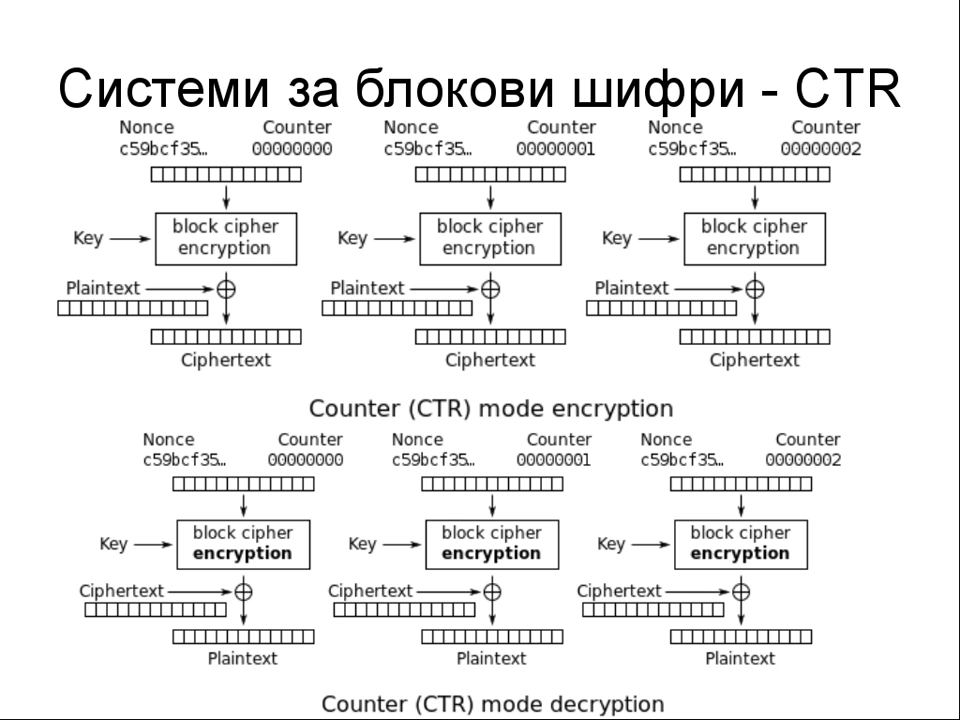 Системи за блокови шифри - CTR
Nonce Counter Nonce Counter Nonce Counter
c59bcf35… 00000000 c59bcf35… 00000001 c59bcf35… 00000002
Key block cipher Key block cipher Key block cipher
encryption encryption encryption
Plaintext Plaintext Plaintext
Ciphertext Ciphertext Ciphertext
Counter (CTR) mode encryption
Nonce Counter Nonce Counter Nonce Counter
c59bcf35… 00000000 c59bcf35… 00000001 c59bcf35… 00000002
Key block cipher Key block cipher Key block cipher
encryption encryption encryption
Ciphertext Ciphertext Ciphertext
Plaintext Plaintext Plaintext
Counter (CTR) mode decryption